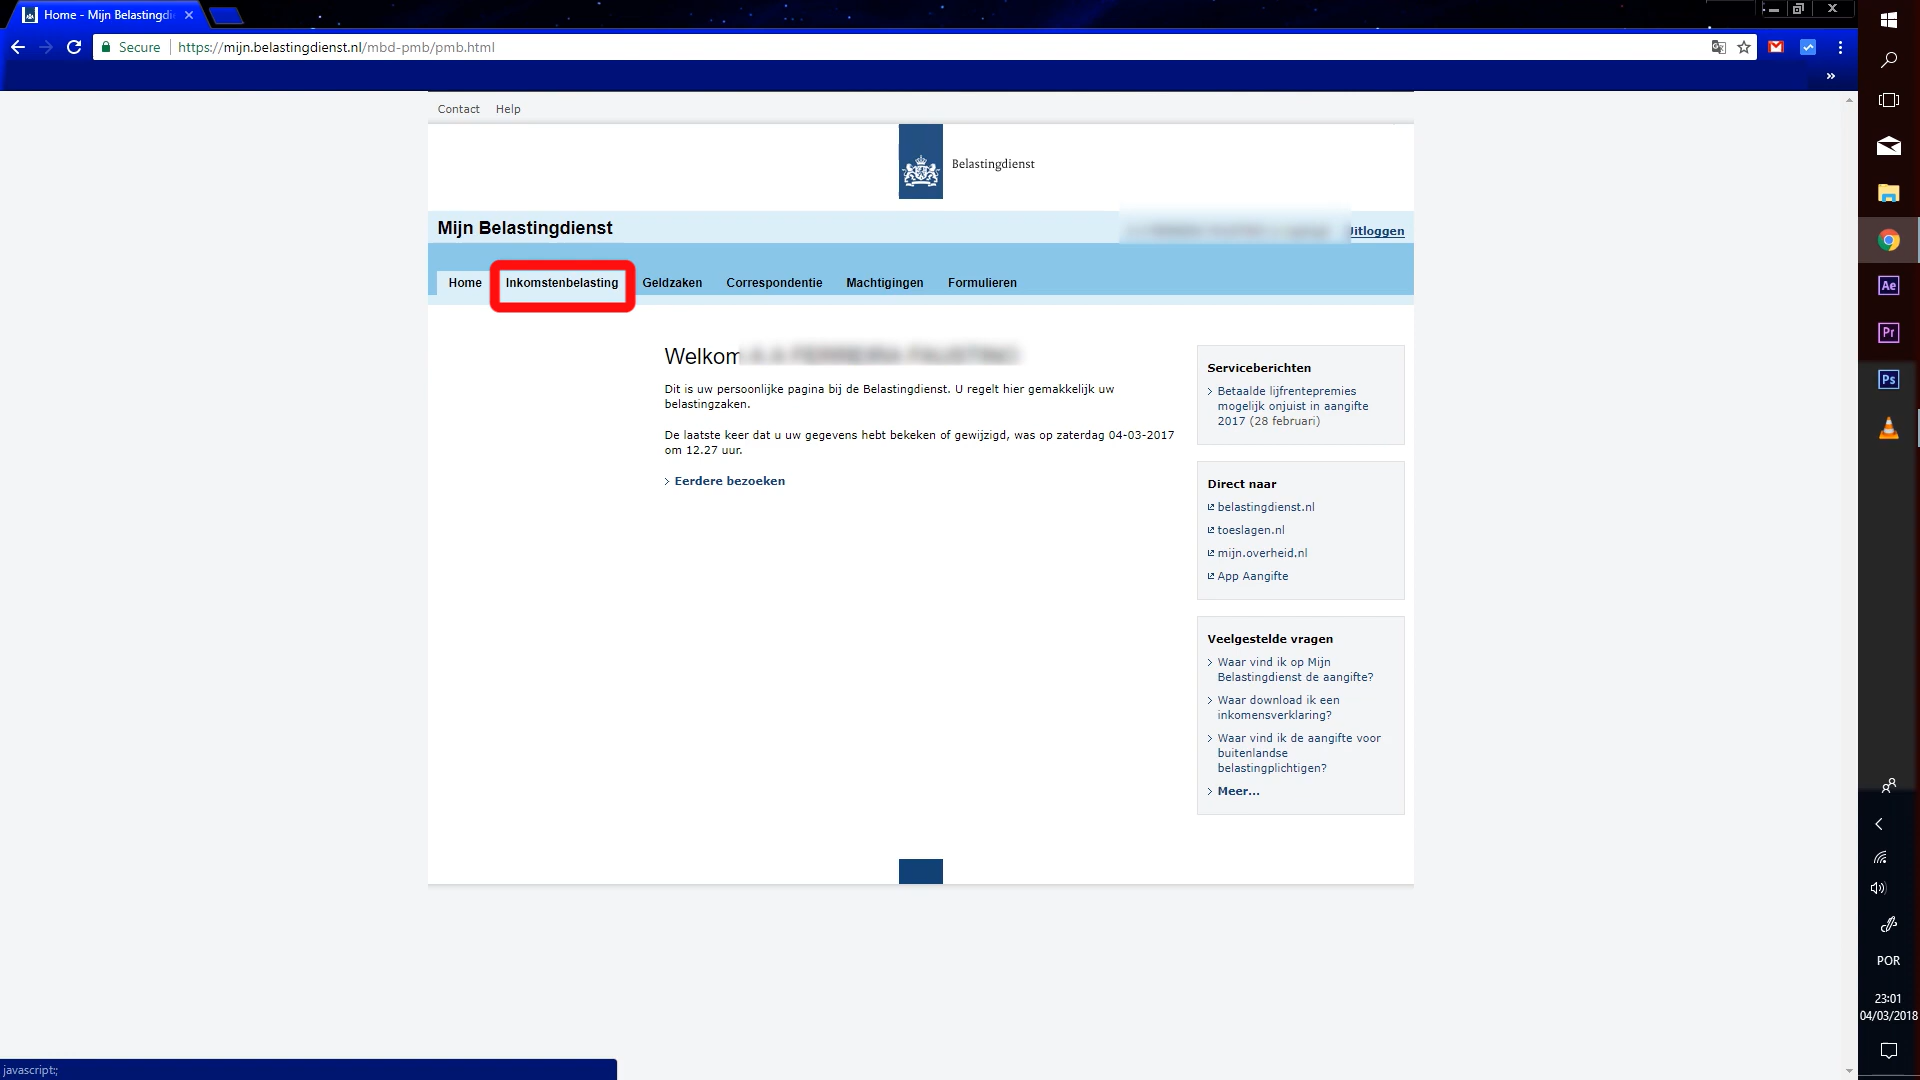 Home - Mijn Belastingdi
Secure
https://mijn.belastingdienst.nl/mbd-pmb/pmb.html
Contact Help
Belastingdienst
Mijn Belastingdienst
Uitloggen
Home Inkomstenbelasting Geldzaken Correspondentie Machtigingen Formulieren
Welkom
Dit is uw persoonlijke pagina bij de Belastingdienst. U regelt hier gemakkelijk uw
belastingzaken.
De laatste keer dat u uw gegevens hebt bekeken of gewijzigd, was op zaterdag 04-03-2017
om 12.27 uur.
Eerdere bezoeken
Serviceberichten
Betaalde lijfrentepremies
mogelijk onjuist in aangifte
2017 (28 februari)
Direct naar
belastingdienst.nl
toeslagen.nl
mijn.overheid.nl
App Aangifte
Veelgestelde vragen
Waar vind ik op Mijn
Belastingdienst de aangifte?
Waar download ik een
inkomensverklaring?
Waar vind ik de aangifte voor
buitenlandse
belastingplichtigen?
Meer...
Ae
Pr
Ps
POR
23:01
04/03/2018
javascript:;